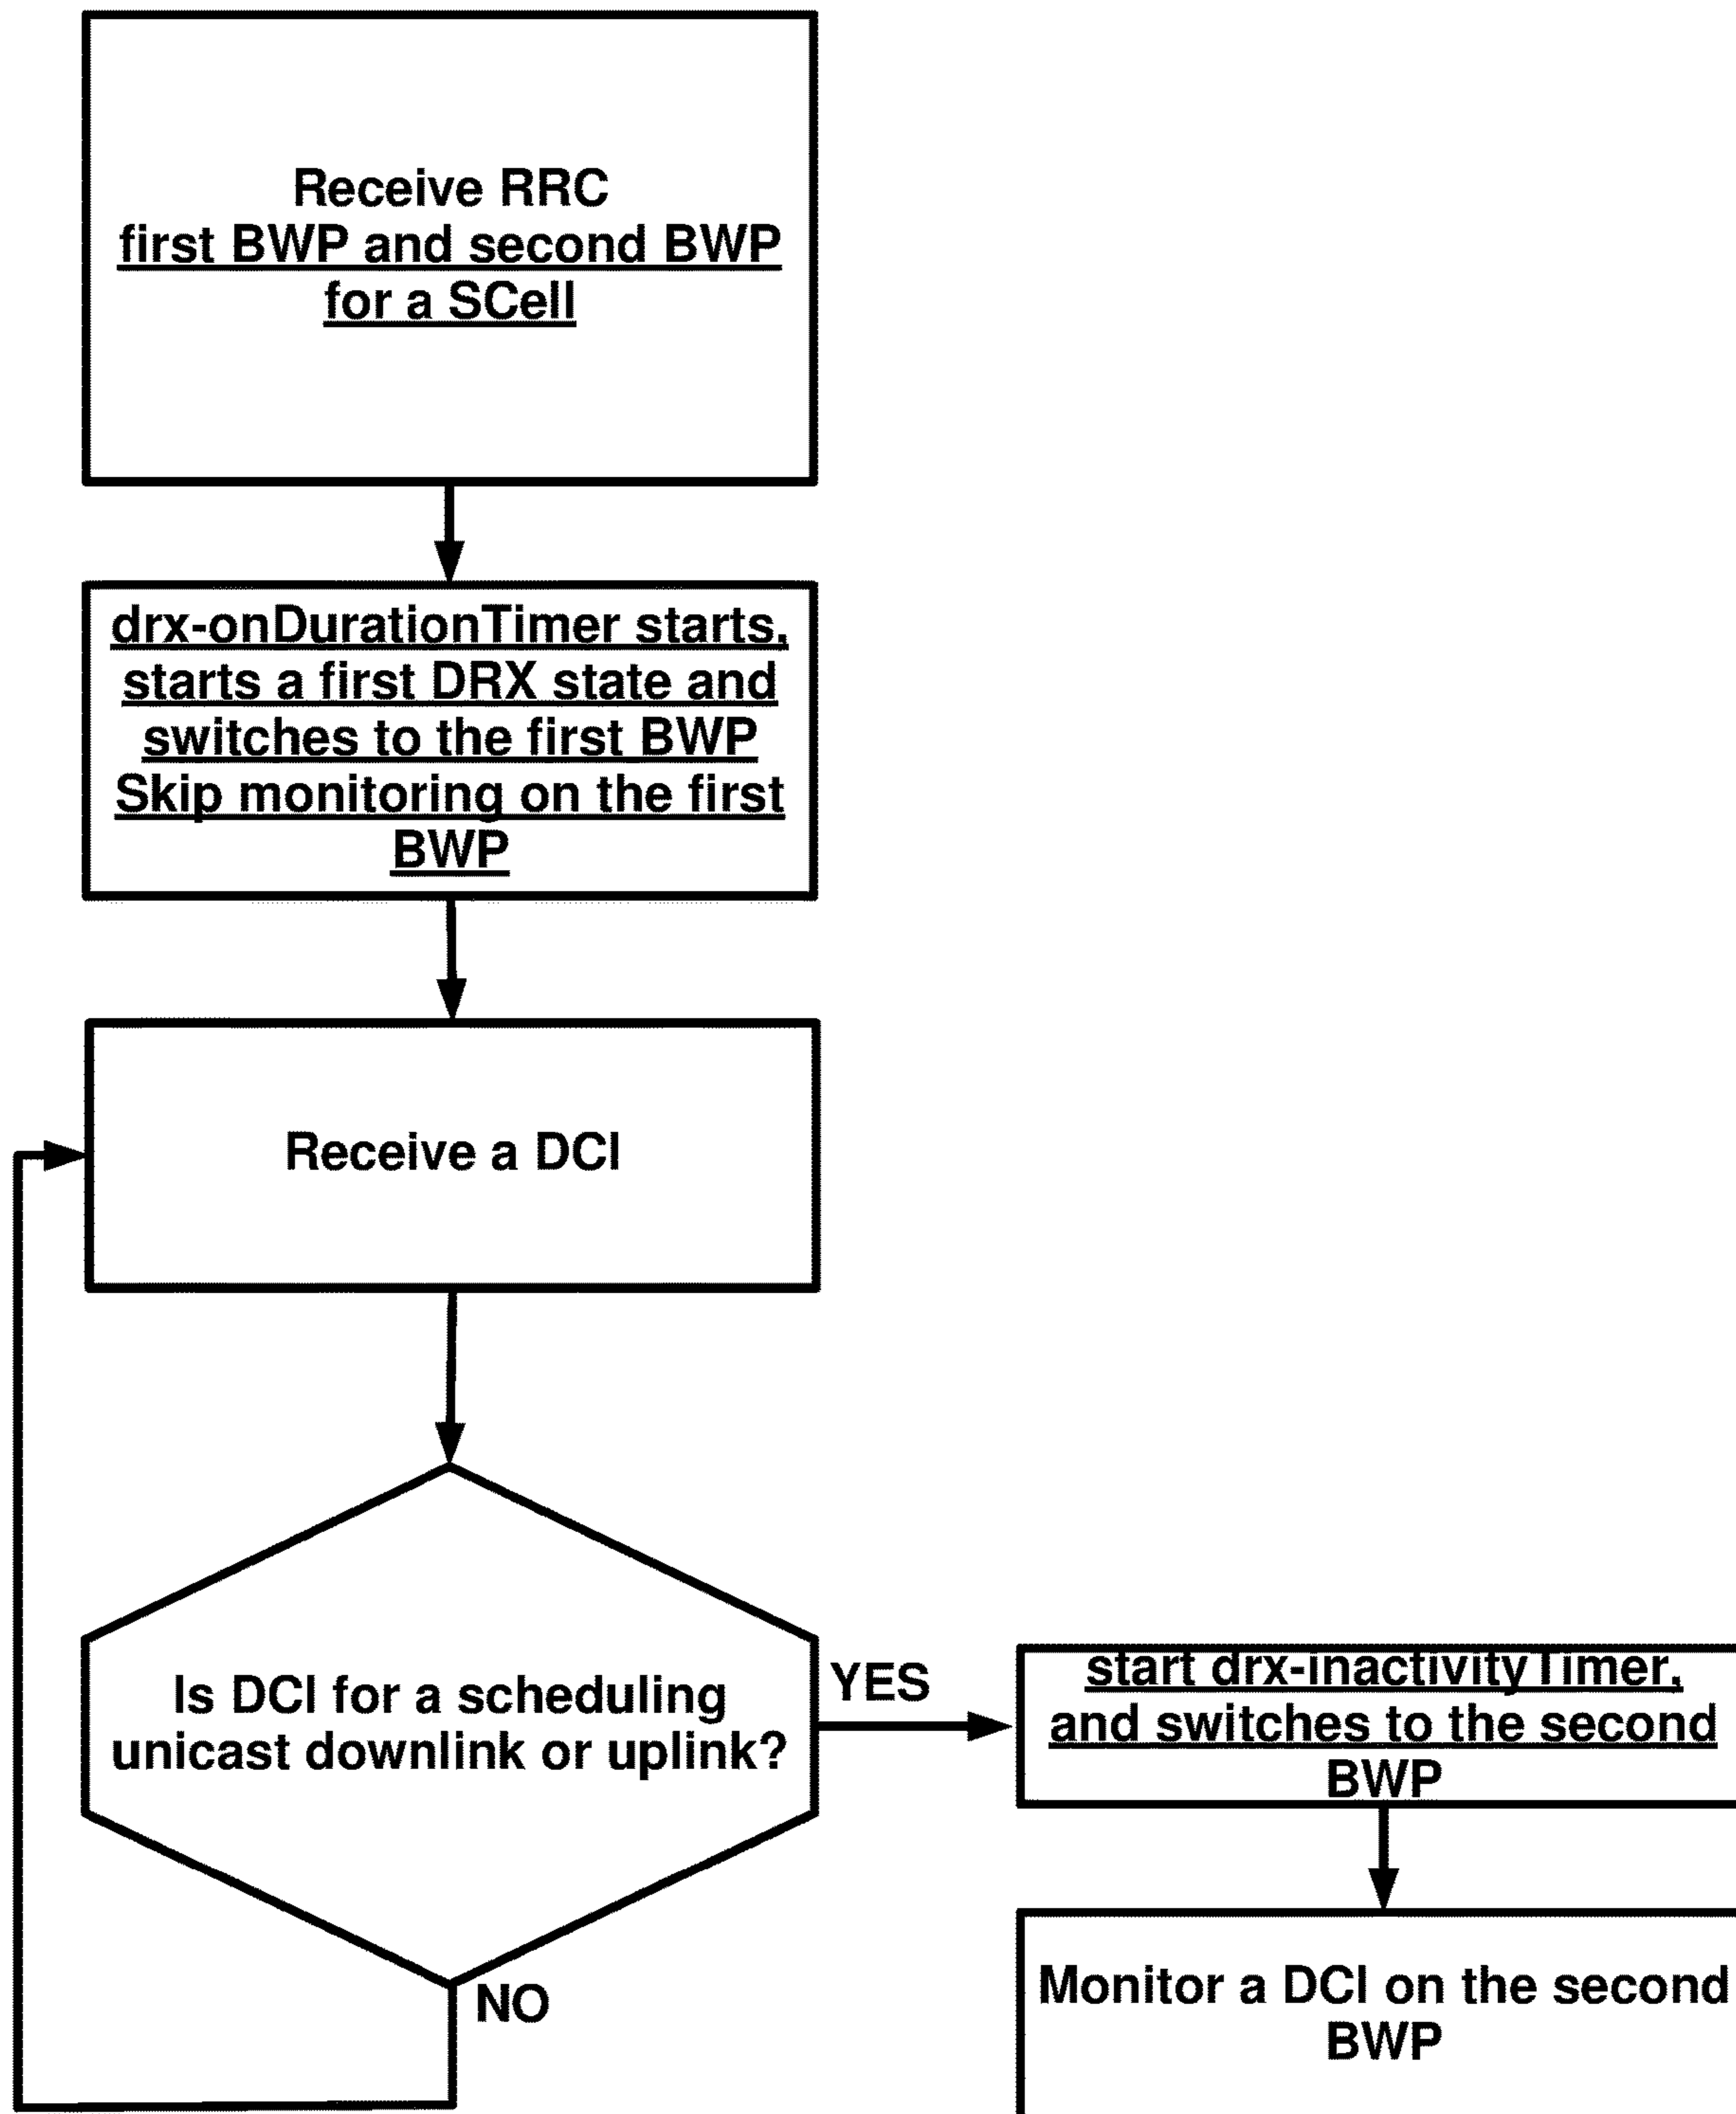 Receive RRC
first BWP and second BWP
for a SCell
drx-onDurationTimer starts,
starts a first DRX state and
switches to the first BWP
Skip monitoring on the first
BWP
Receive a DCI
Is DCI for a scheduling
unicast downlink or uplink?
YES
start drx-inactivityTimer,
and switches to the second
BWP
NO
Monitor a DCI on the second
BWP